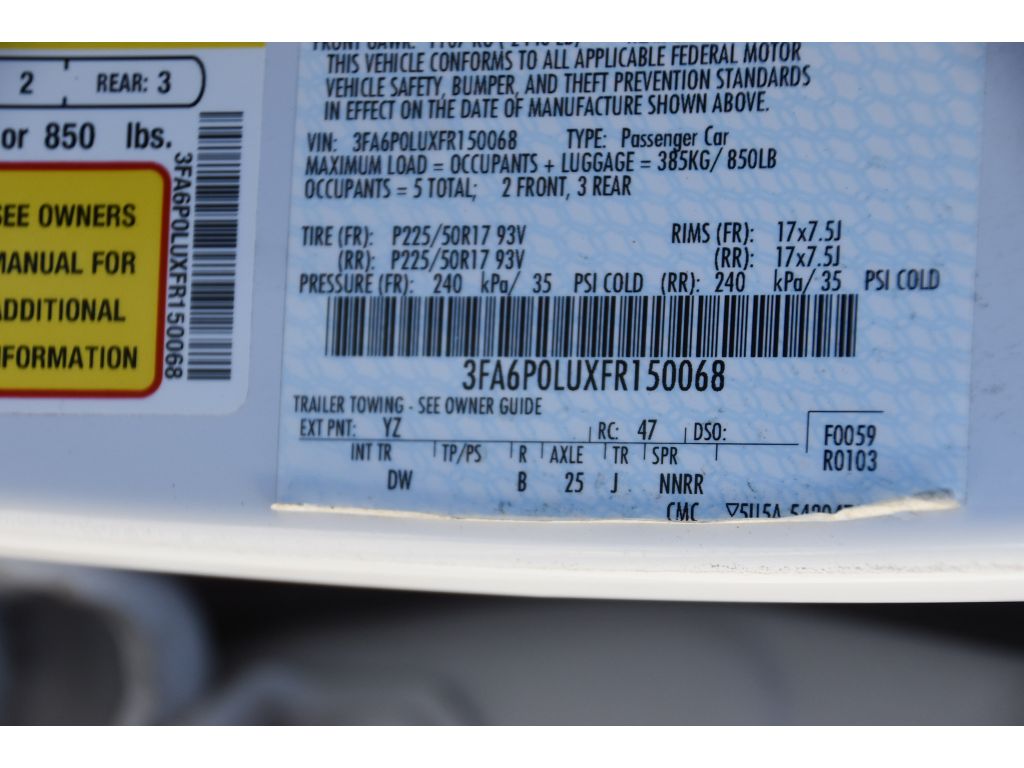 2 REAR: 3
or 850 lbs.
SEE OWNERS
MANUAL FOR
ADDITIONAL
INFORMATION
3FA6P0LUXFR150068
THIS VEHICLE CONFORMS TO ALL APPLICABLE FEDERAL MOTOR
VEHICLE SAFETY, BUMPER, AND THEFT PREVENTION STANDARDS
IN EFFECT ON THE DATE OF MANUFACTURE SHOWN ABOVE.
VIN: 3FA6P0LUXFR150068 TYPE: Passenger Car
MAXIMUM LOAD = OCCUPANTS + LUGGAGE = 385KG/ 850LB
OCCUPANTS = 5 TOTAL; 2 FRONT, 3 REAR
TIRE (FR): P225/50R17 93V RIMS (FR): 17x7.5J
(RR): P225/50R17 93V (RR): 17x7.5J
PRESSURE (FR): 240 kPa/ 35 PSI COLD (RR): 240 kPa/ 35 PSI COLD
3FA6P0LUXFR150068
TRAILER TOWING - SEE OWNER GUIDE
EXT PNT: YZ RC: 47 DSO: F0059
INT TR TP/PS R AXLE TR SPR R0103
DW B 25 J NNRR
CMC